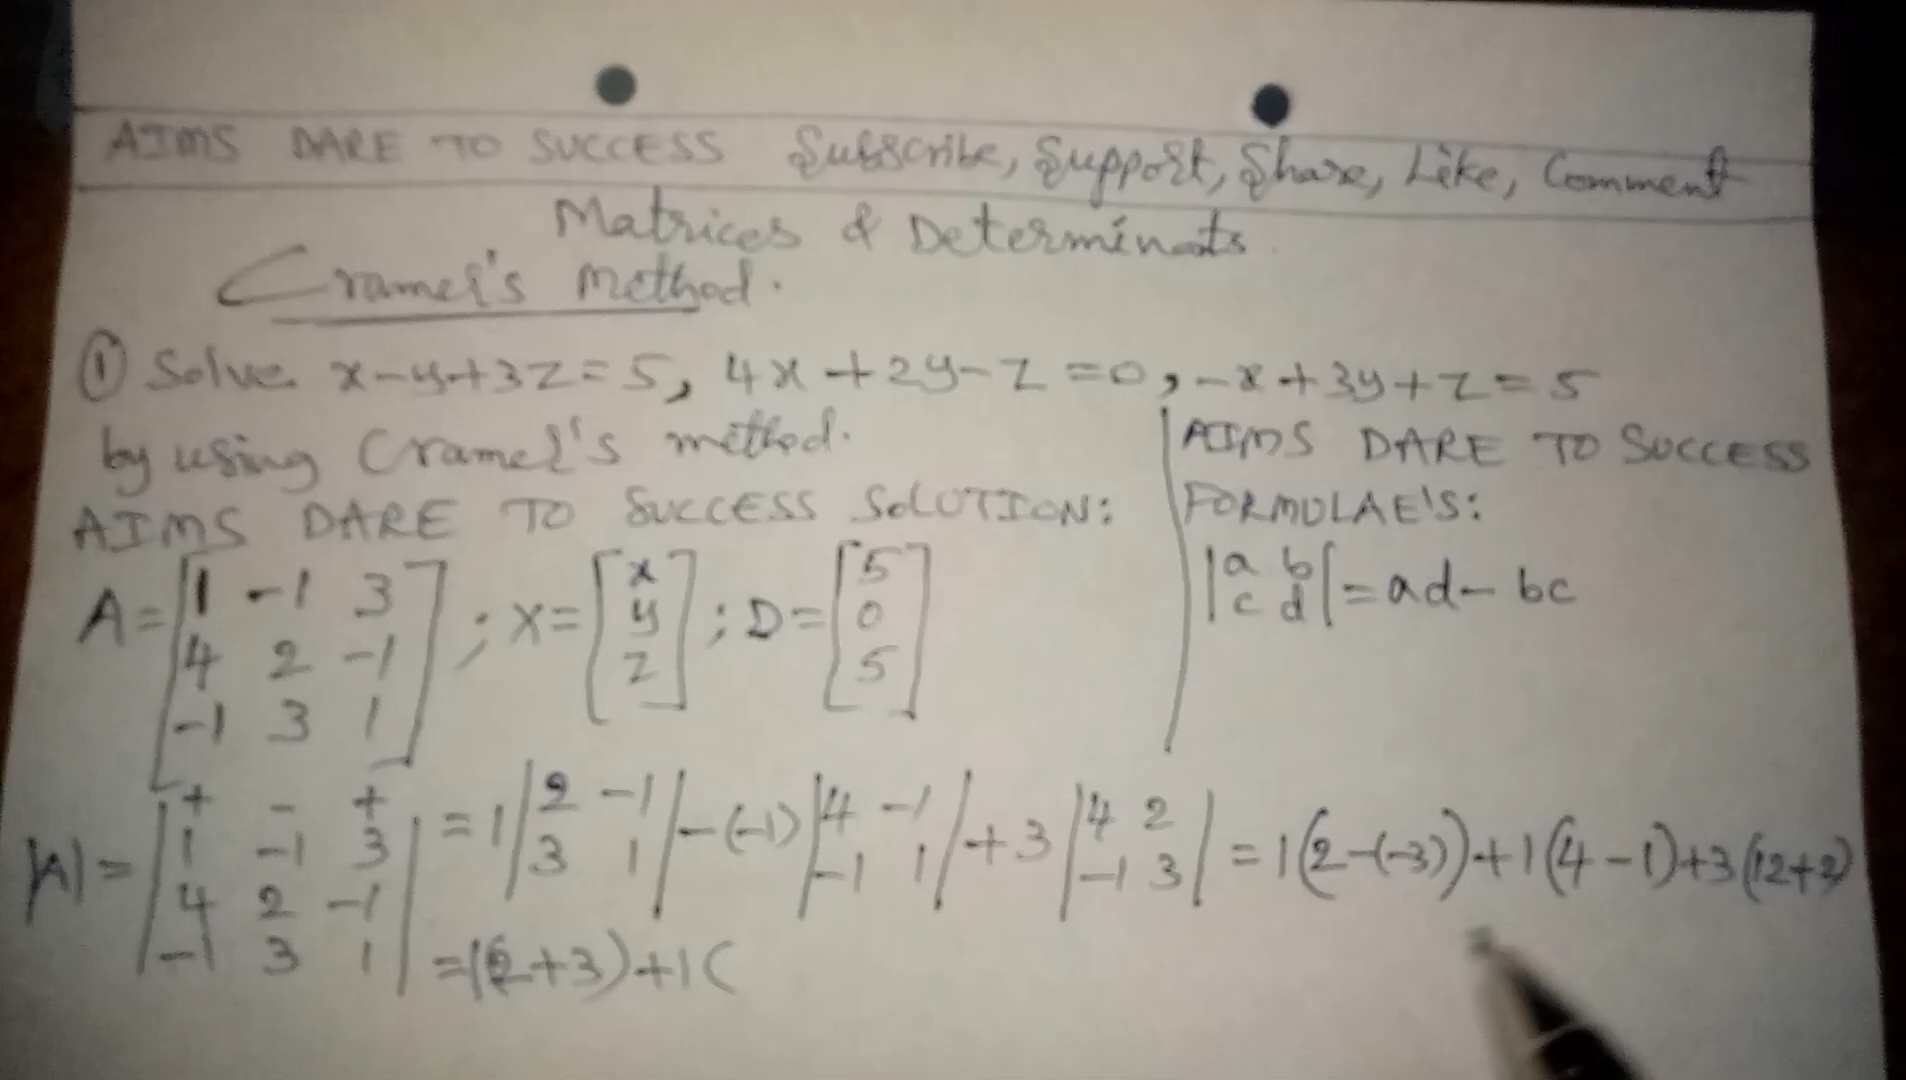 AIMS DARE TO SUCCESS Subscribe, Support, Share, Like, Comment
Matrices & Determinats
Cramer's Method.
① Solve x-y+3z=5, 4x+2y-z=0, -x+3y+z=5
by using Cramer's method.
AIMS DARE TO SUCCESS SOLUTION:
AIMS DARE TO SUCCESS
FORMULAE'S:
|a b|
|c d| = ad - bc
A = [1 -1 3]
[4 2 -1]
[-1 3 1] ; X = [x]
[y]
[z] ; D = [5]
[0]
[5]
+ - +
|A| = |1 -1 3|
|4 2 -1|
|-1 3 1| = 1 |2 -1|
|3 1| -(-1) |4 -1|
|-1 1| +3 |4 2|
|-1 3| = 1(2-(-3))+1(4-1)+3(12+2)
=1(2+3)+1(